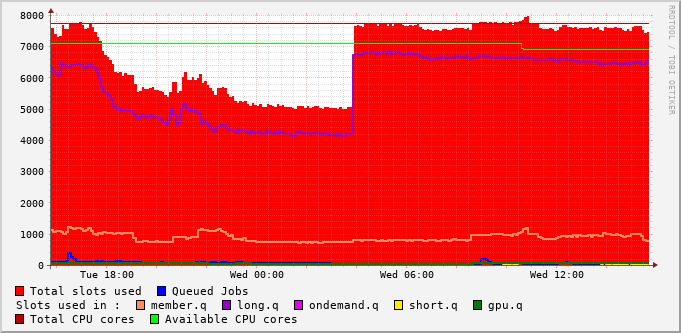 RRDTOOL / TOBI OETIKER
8000
7000
6000
5000
4000
3000
2000
1000
0
Tue 18:00 Wed 00:00 Wed 06:00 Wed 12:00
Total slots used Queued Jobs
Slots used in : member.q long.q ondemand.q short.q gpu.q
Total CPU cores Available CPU cores